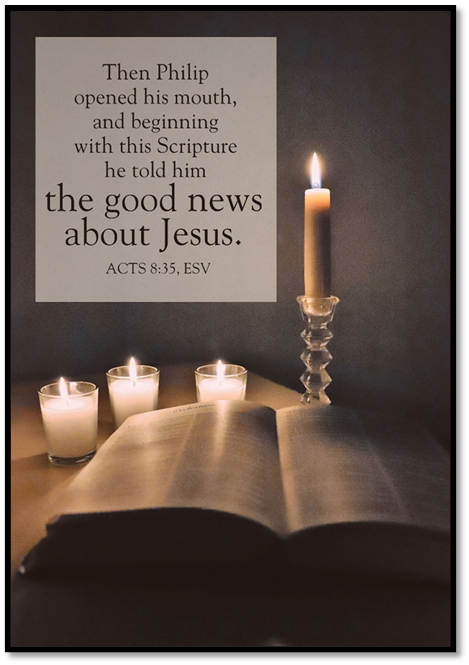 Then Philip
opened his mouth,
and beginning
with this Scripture
he told him
the good news
about Jesus.
ACTS 8:35, ESV